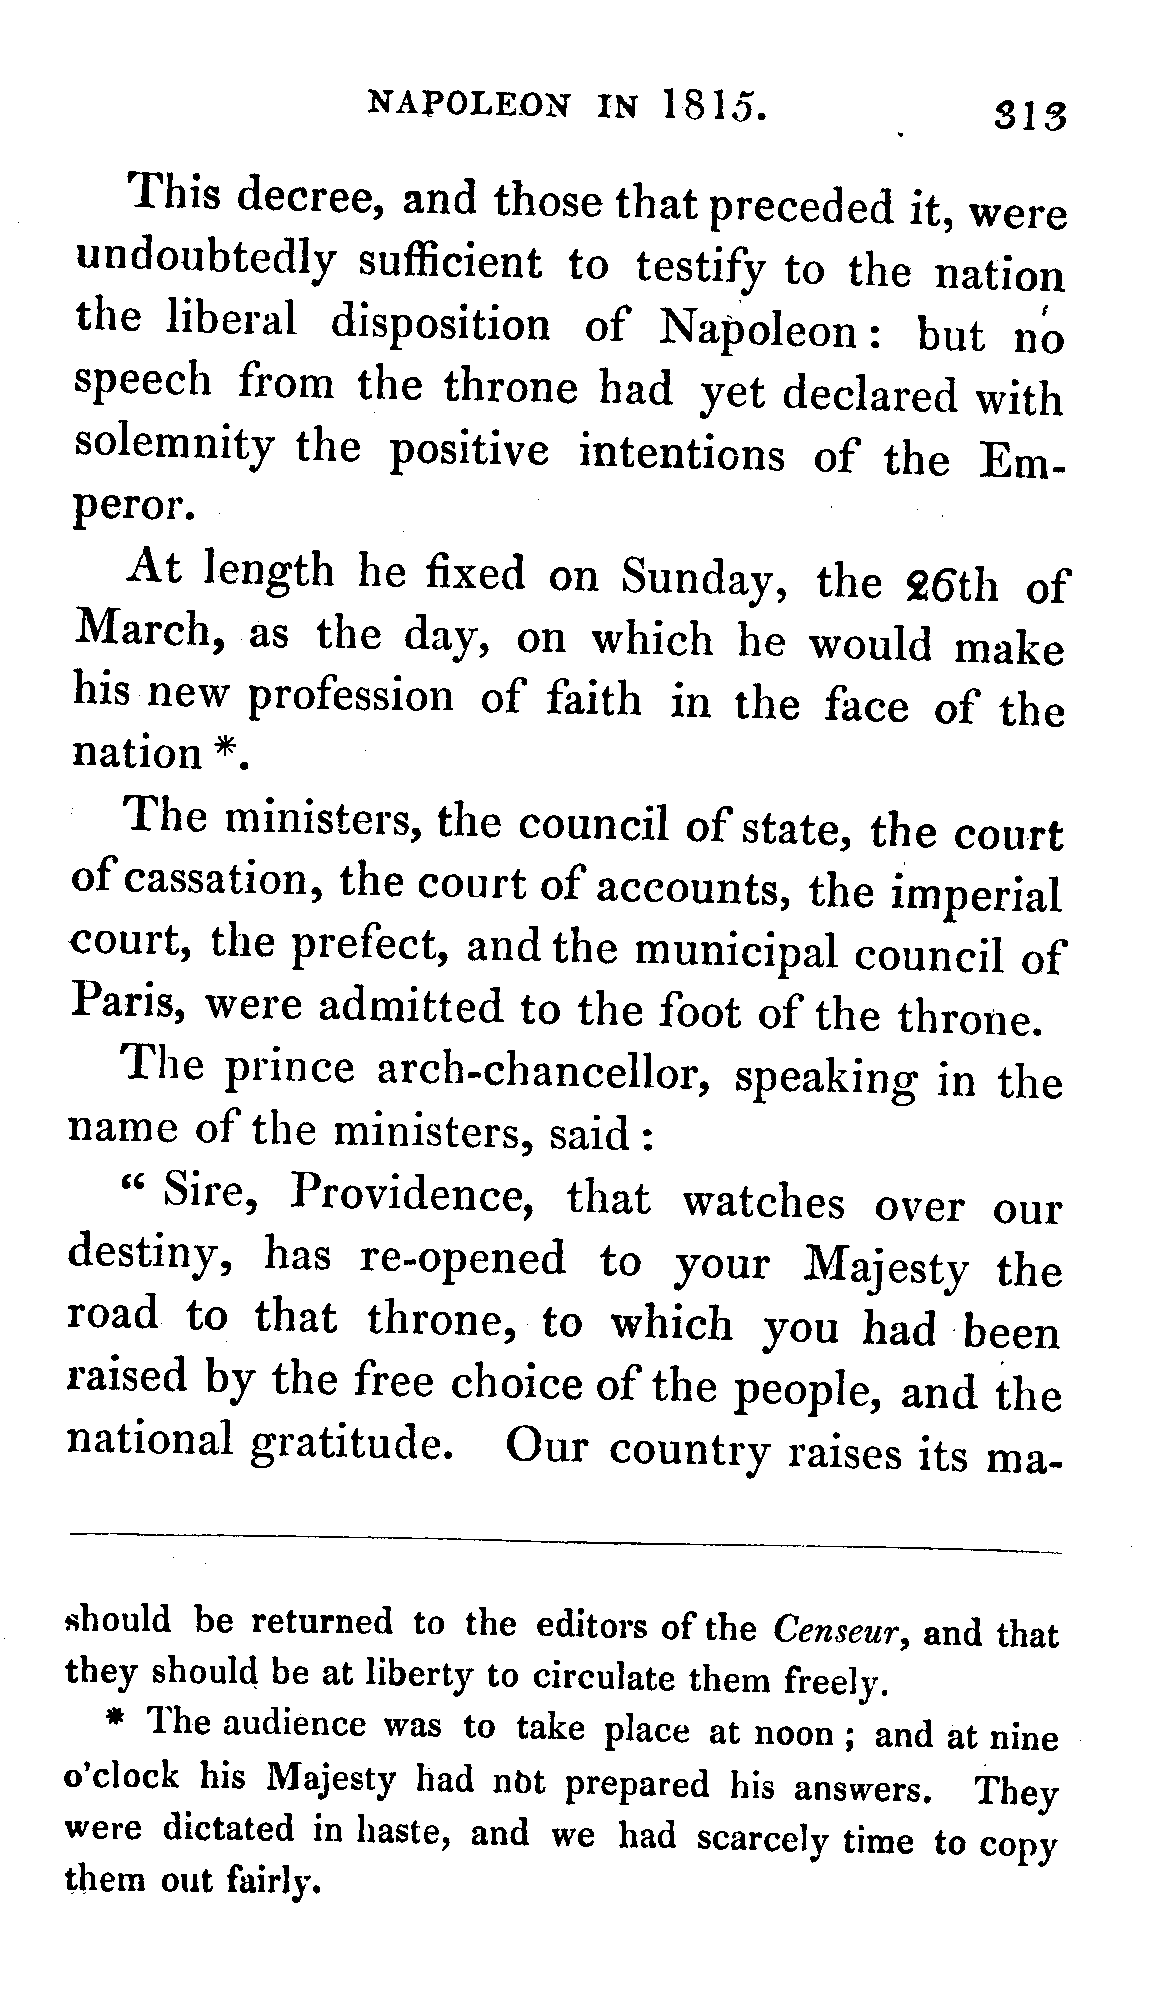 NAPOLEON IN 1815. 313
This decree, and those that preceded it, were
undoubtedly sufficient to testify to the nation
the liberal disposition of Napoleon: but no
speech from the throne had yet declared with
solemnity the positive intentions of the Em-
peror.
At length he fixed on Sunday, the 26th of
March, as the day, on which he would make
his new profession of faith in the face of the
nation *.
The ministers, the council of state, the court
of cassation, the court of accounts, the imperial
court, the prefect, and the municipal council of
Paris, were admitted to the foot of the throne.
The prince arch-chancellor, speaking in the
name of the ministers, said :
“ Sire, Providence, that watches over our
destiny, has re-opened to your Majesty the
road to that throne, to which you had been
raised by the free choice of the people, and the
national gratitude. Our country raises its ma-
should be returned to the editors of the Censeur, and that
they should be at liberty to circulate them freely.
* The audience was to take place at noon ; and at nine
o'clock his Majesty had not prepared his answers. They
were dictated in haste, and we had scarcely time to copy
them out fairly.